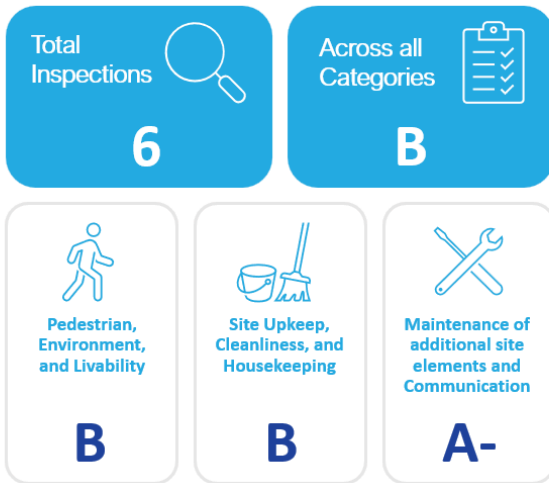 Total
Inspections
6
Across all
Categories
B
Pedestrian,
Environment,
and Livability
B
Site Upkeep,
Cleanliness, and
Housekeeping
B
Maintenance of
additional site
elements and
Communication
A-